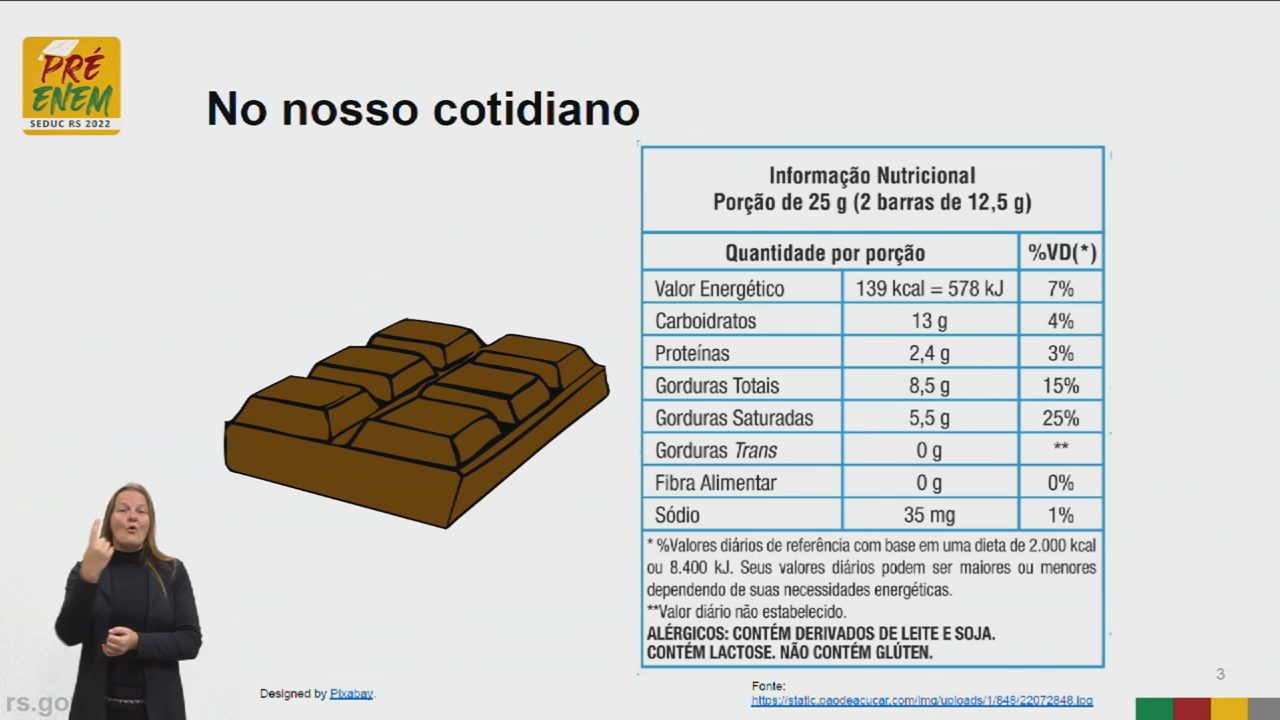 PRÉ
ENEM
SEDUC RS 2022
No nosso cotidiano
Informação Nutricional
Porção de 25 g (2 barras de 12,5 g)
Quantidade por porção %VD(*)
Valor Energético 139 kcal = 578 kJ 7%
Carboidratos 13 g 4%
Proteínas 2,4 g 3%
Gorduras Totais 8,5 g 15%
Gorduras Saturadas 5,5 g 25%
Gorduras Trans 0 g **
Fibra Alimentar 0 g 0%
Sódio 35 mg 1%
* %Valores diários de referência com base em uma dieta de 2.000 kcal
ou 8.400 kJ. Seus valores diários podem ser maiores ou menores
dependendo de suas necessidades energéticas.
**Valor diário não estabelecido.
ALÉRGICOS: CONTÉM DERIVADOS DE LEITE E SOJA.
CONTÉM LACTOSE. NÃO CONTÉM GLÚTEN.
3
Designed by Pixabay.
Fonte:
https://static.paodeacucar.com/img/uploads/1/848/22072848.jpg
rs.go